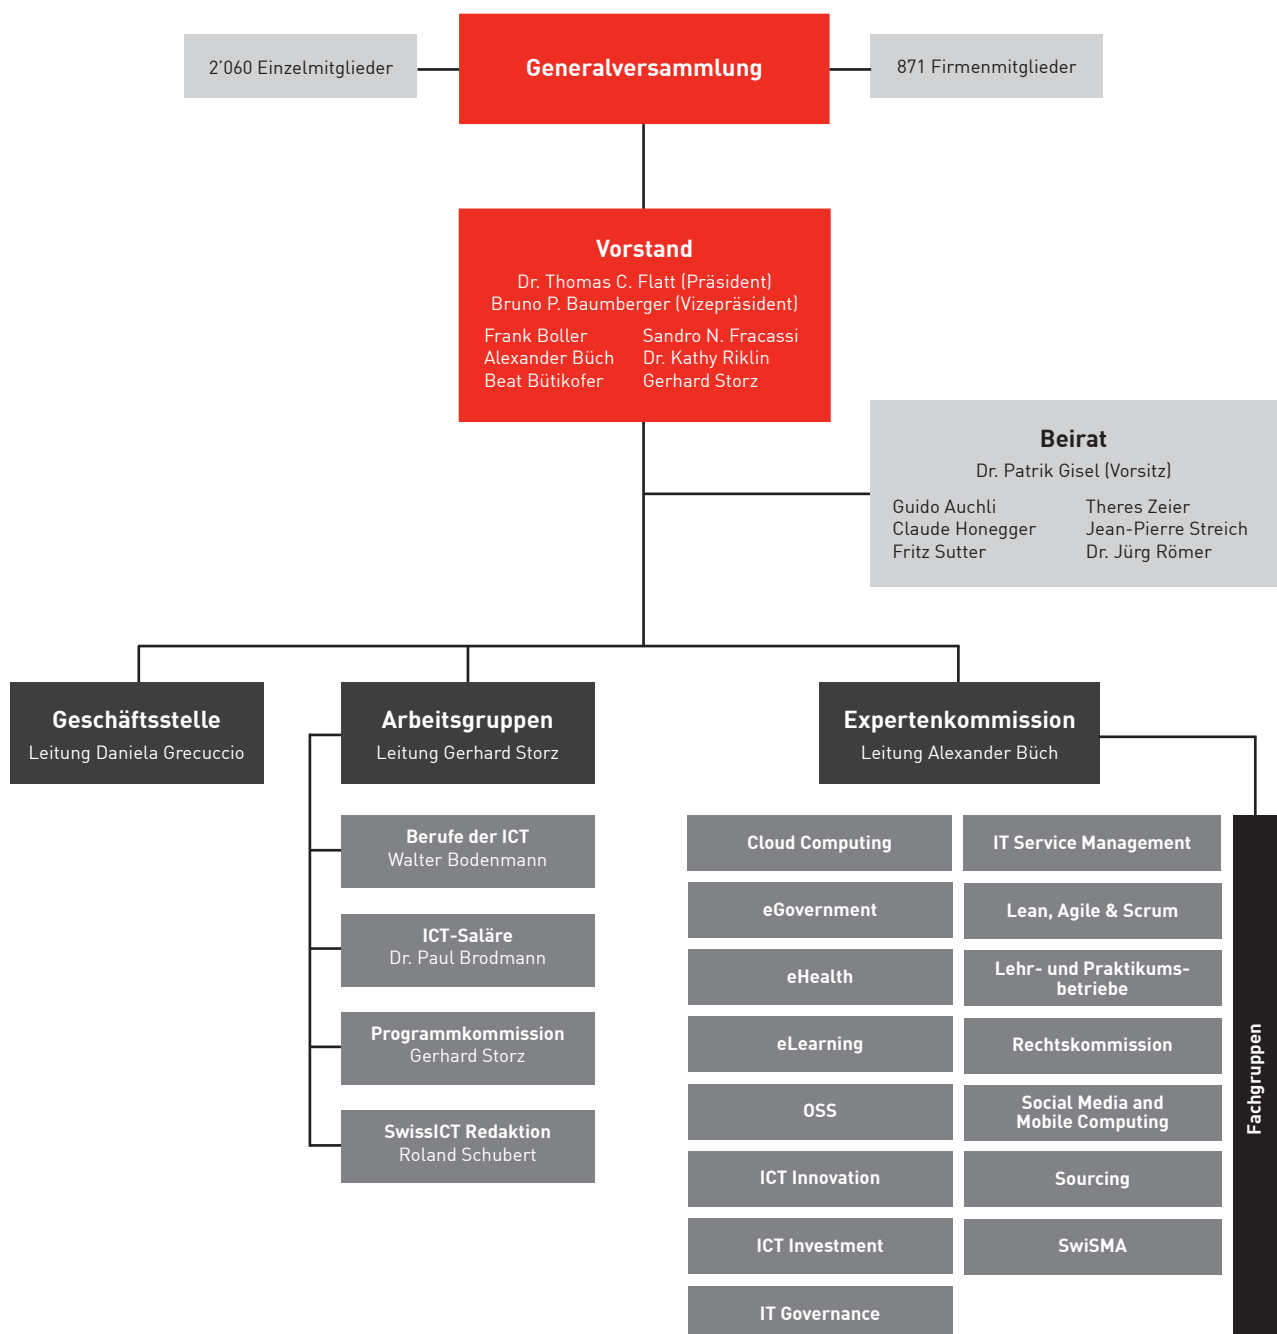 2'060 Einzelmitglieder
Generalversammlung
871 Firmenmitglieder
Vorstand
Dr. Thomas C. Flatt (Präsident)
Bruno P. Baumberger (Vizepräsident)
Frank Boller
Alexander Büch
Beat Bütikofer
Sandro N. Fracassi
Dr. Kathy Riklin
Gerhard Storz
Beirat
Dr. Patrik Gisel (Vorsitz)
Guido Auchli
Claude Honegger
Fritz Sutter
Theres Zeier
Jean-Pierre Streich
Dr. Jürg Römer
Geschäftsstelle
Leitung Daniela Grecuccio
Arbeitsgruppen
Leitung Gerhard Storz
Berufe der ICT
Walter Bodenmann
ICT-Saläre
Dr. Paul Brodmann
Programmkommission
Gerhard Storz
SwissICT Redaktion
Roland Schubert
Expertenkommission
Leitung Alexander Büch
Cloud Computing
eGovernment
eHealth
eLearning
OSS
ICT Innovation
ICT Investment
IT Governance
IT Service Management
Lean, Agile & Scrum
Lehr- und Praktikums-
betriebe
Rechtskommission
Social Media and
Mobile Computing
Sourcing
SwiSMA
Fachgruppen